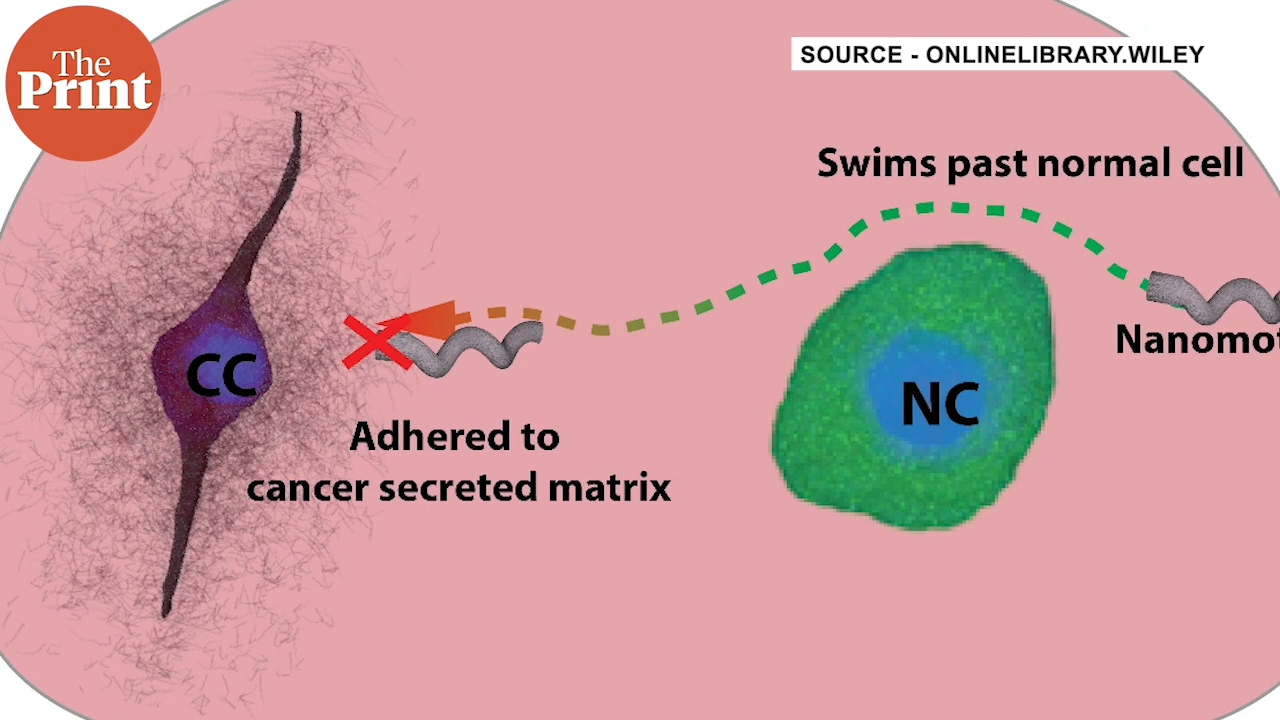 The
Print
SOURCE - ONLINELIBRARY.WILEY
Swims past normal cell
Nanomot
CC
NC
Adhered to
cancer secreted matrix